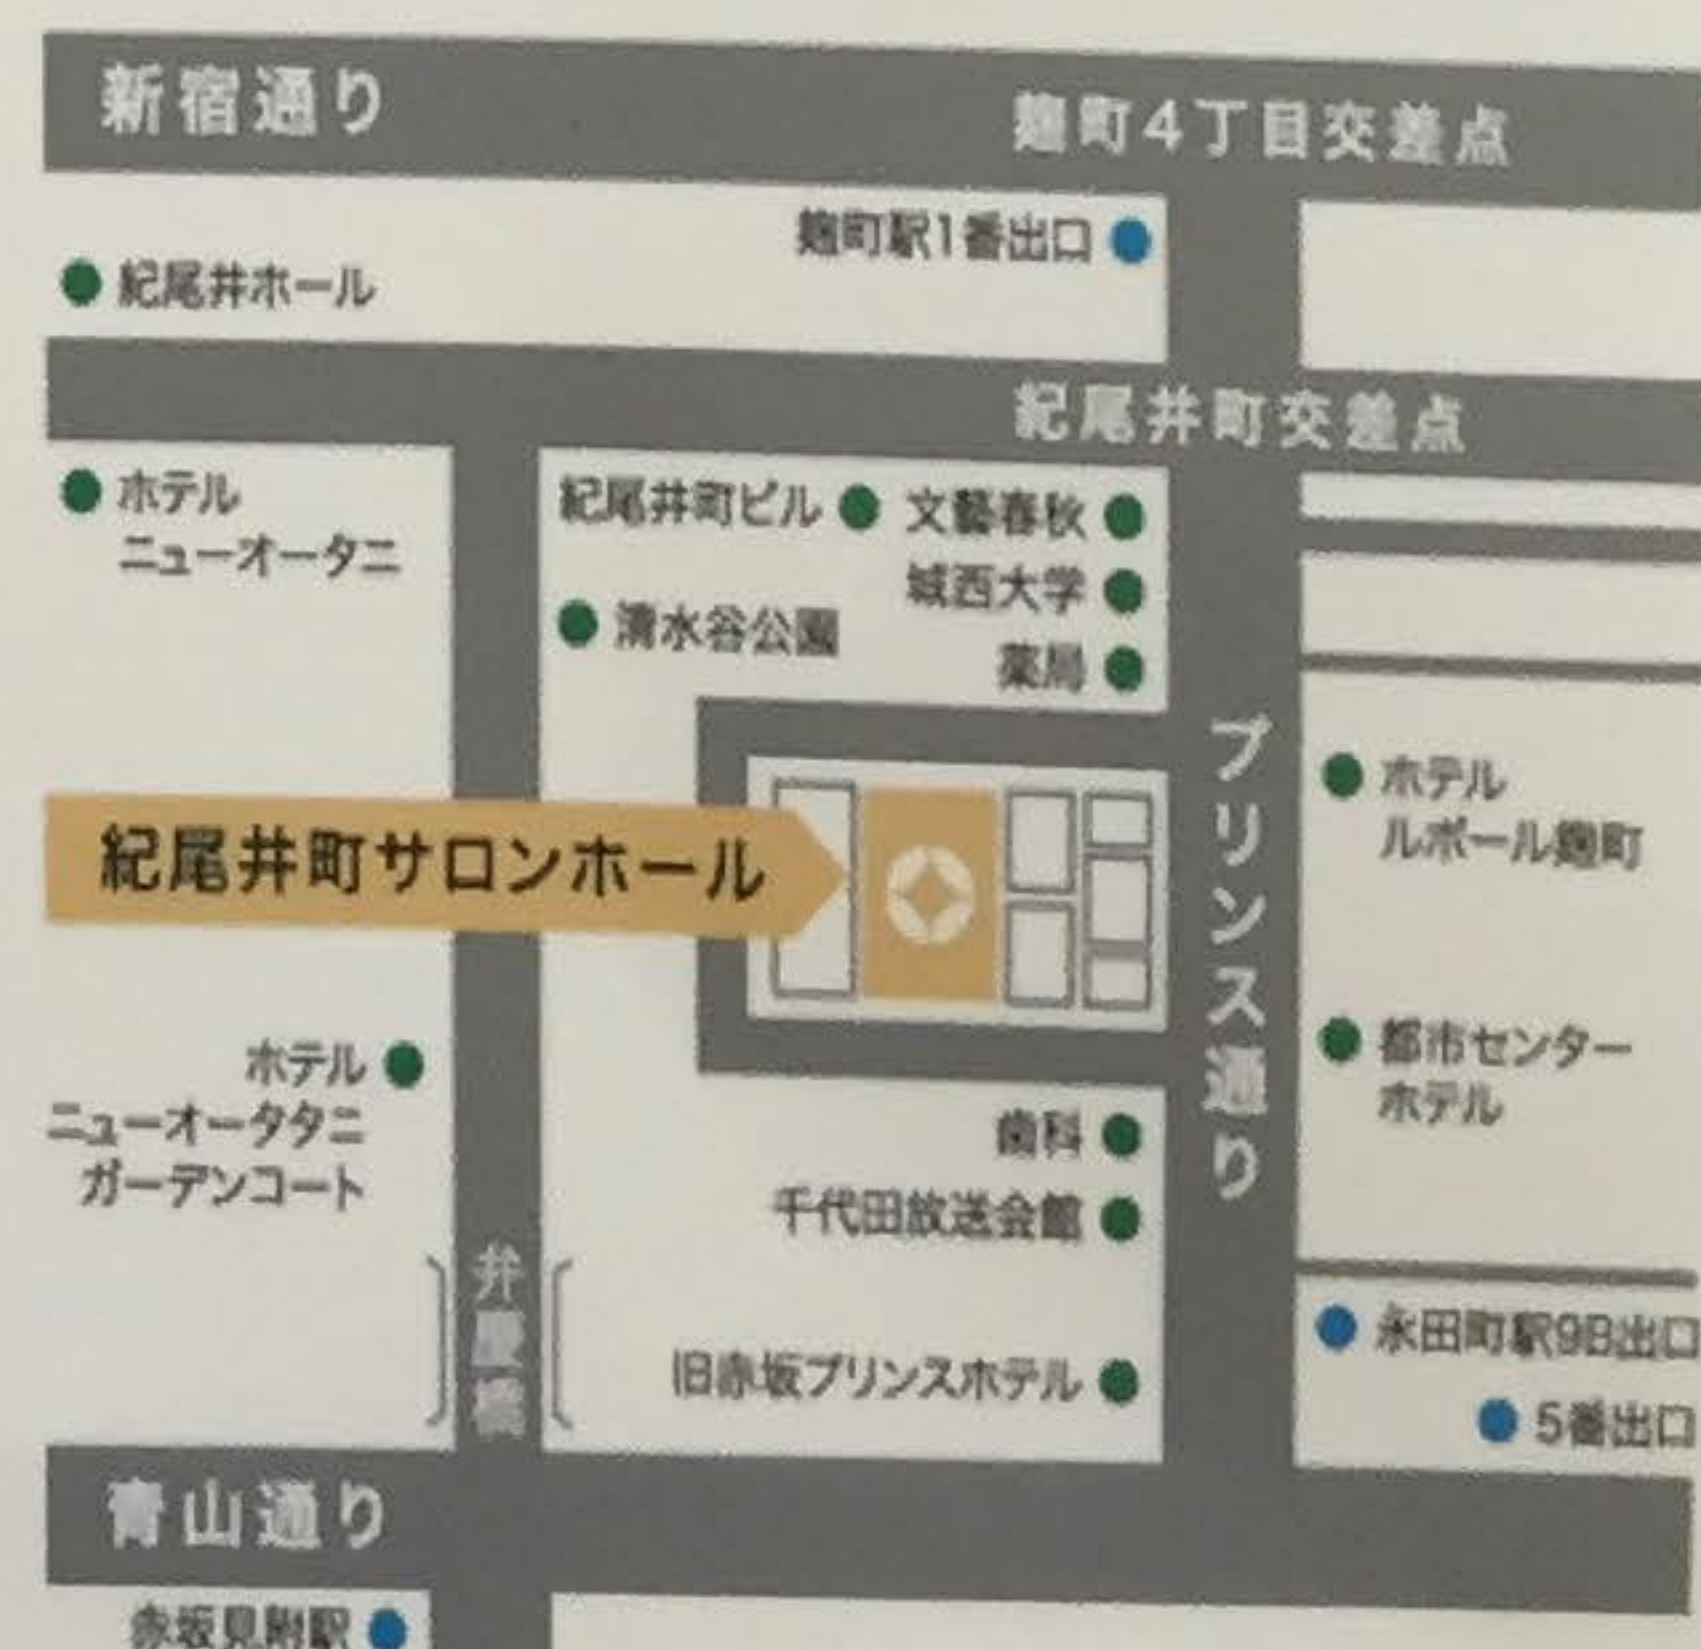 新宿通り
麹町4丁目交差点
麹町駅1番出口
紀尾井ホール
紀尾井町交差点
ホテル
ニューオータニ
紀尾井町ビル
文藝春秋
城西大学
清水谷公園
薬局
プリンス通り
ホテル
ルポール麹町
紀尾井町サロンホール
都市センター
ホテル
ホテル
ニューオータタニ
ガーデンコート
歯科
千代田放送会館
弁慶橋
旧赤坂プリンスホテル
永田町駅9B出口
5番出口
青山通り
赤坂見附駅